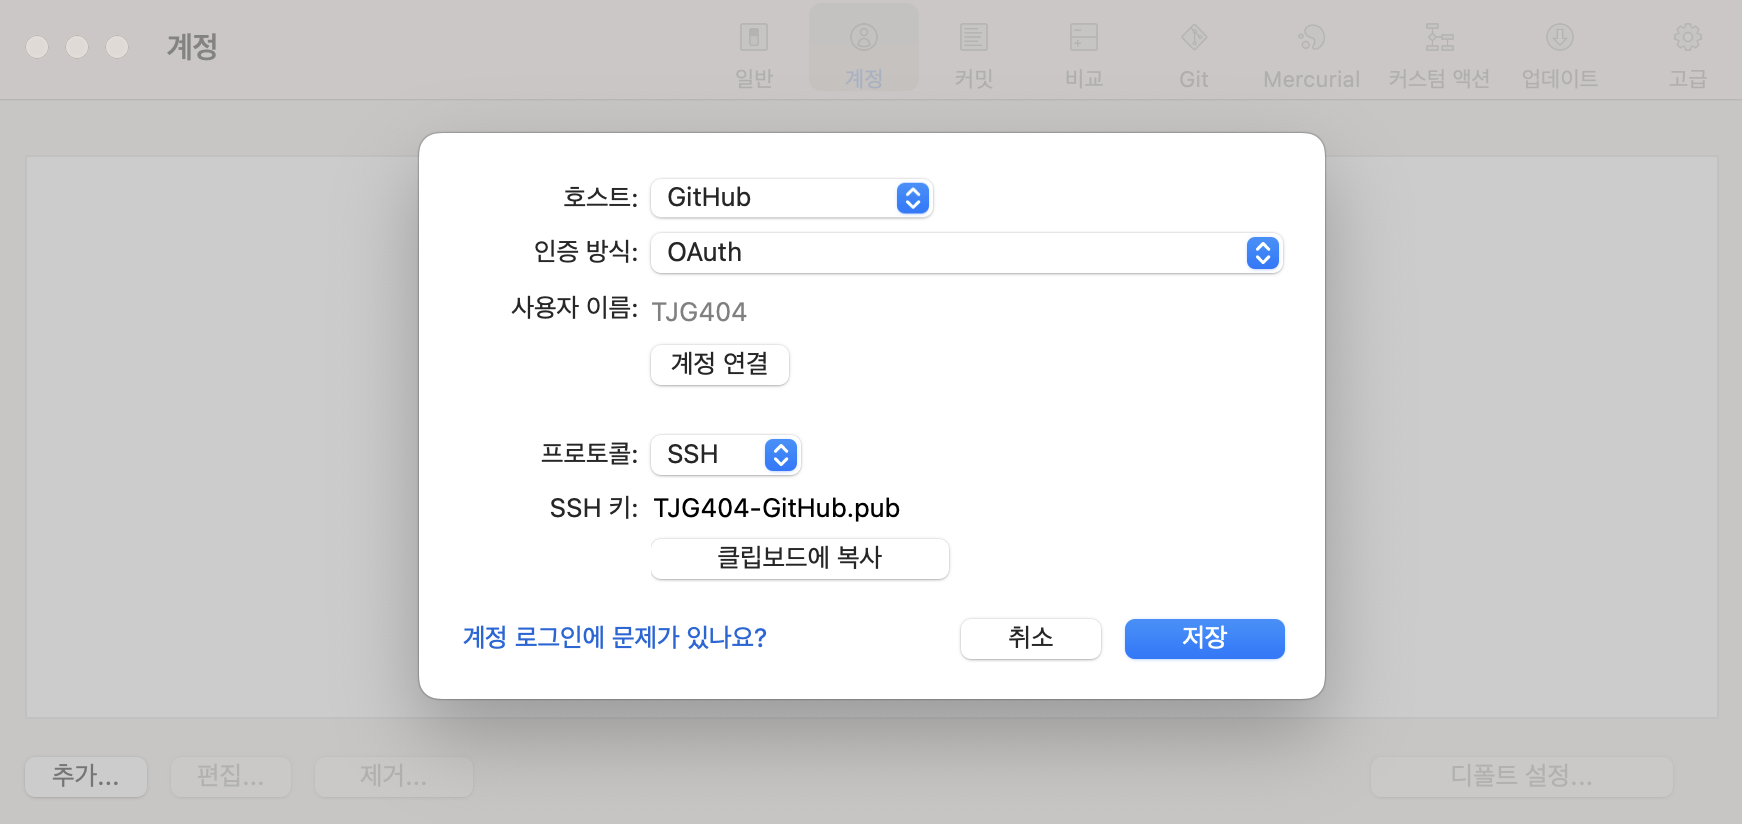 계정
일반
계정
커밋
비교
Git
Mercurial
커스텀 액션
업데이트
고급
호스트: GitHub
인증 방식: OAuth
사용자 이름: TJG404
계정 연결
프로토콜: SSH
SSH 키: TJG404-GitHub.pub
클립보드에 복사
계정 로그인에 문제가 있나요?
취소
저장
추가...
편집...
제거...
디폴트 설정...